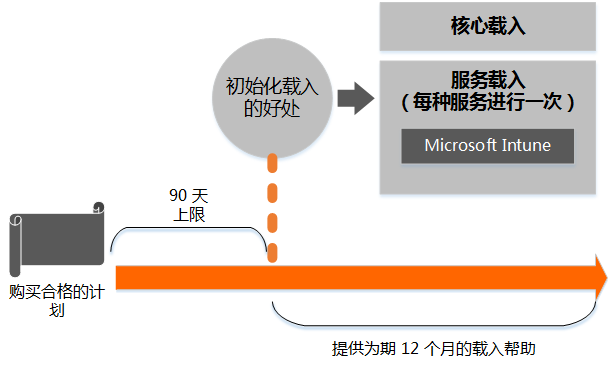 核心载入
初始化载入
的好处
服务载入
（每种服务进行一次）
Microsoft Intune
90 天
上限
购买合格的计
划
提供为期 12 个月的载入帮助